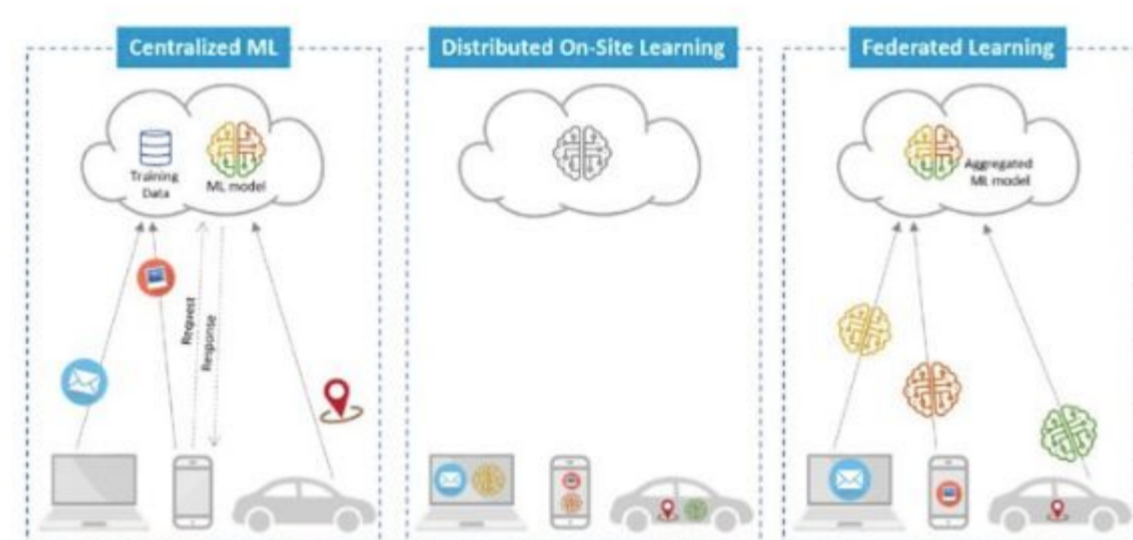 Centralized ML
Distributed On-Site Learning
Federated Learning
Training
Data
ML model
Request
Response
Aggregated
ML model